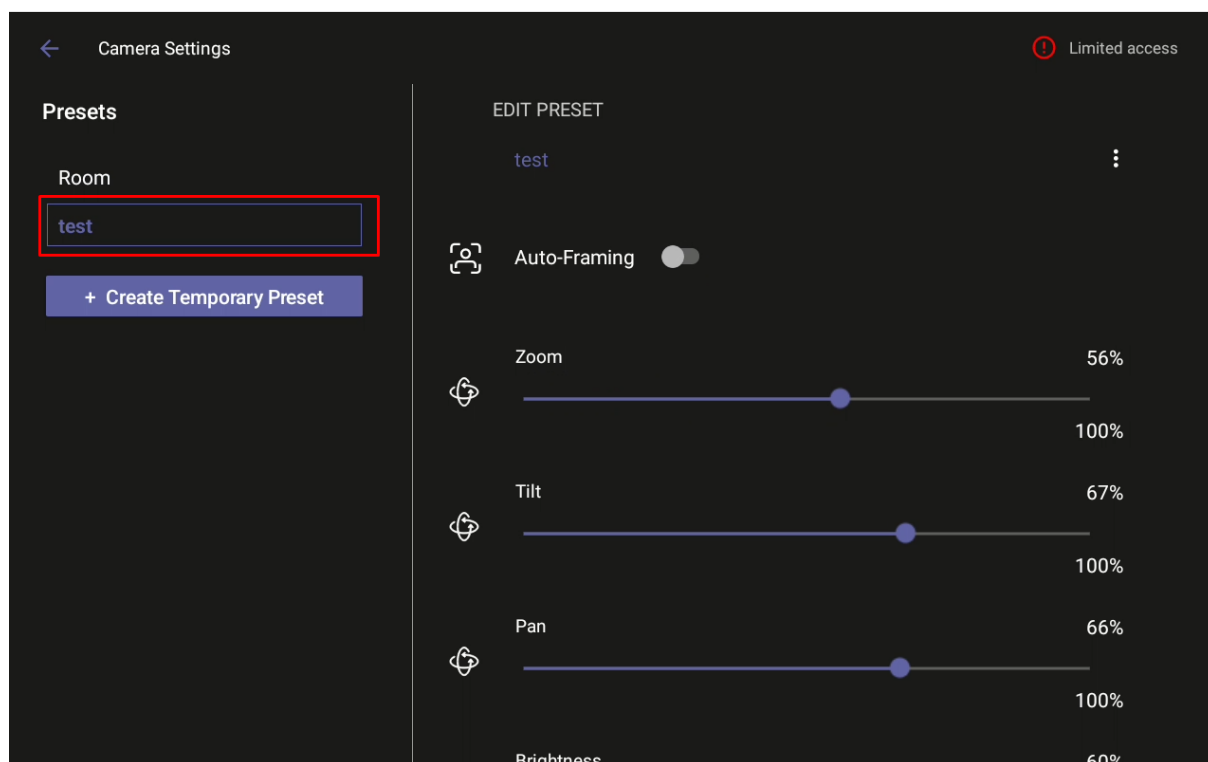 Camera Settings
Limited access
Presets
Room
test
+ Create Temporary Preset
EDIT PRESET
test
Auto-Framing
Zoom
56%
100%
Tilt
67%
100%
Pan
66%
100%
Brightness
60%